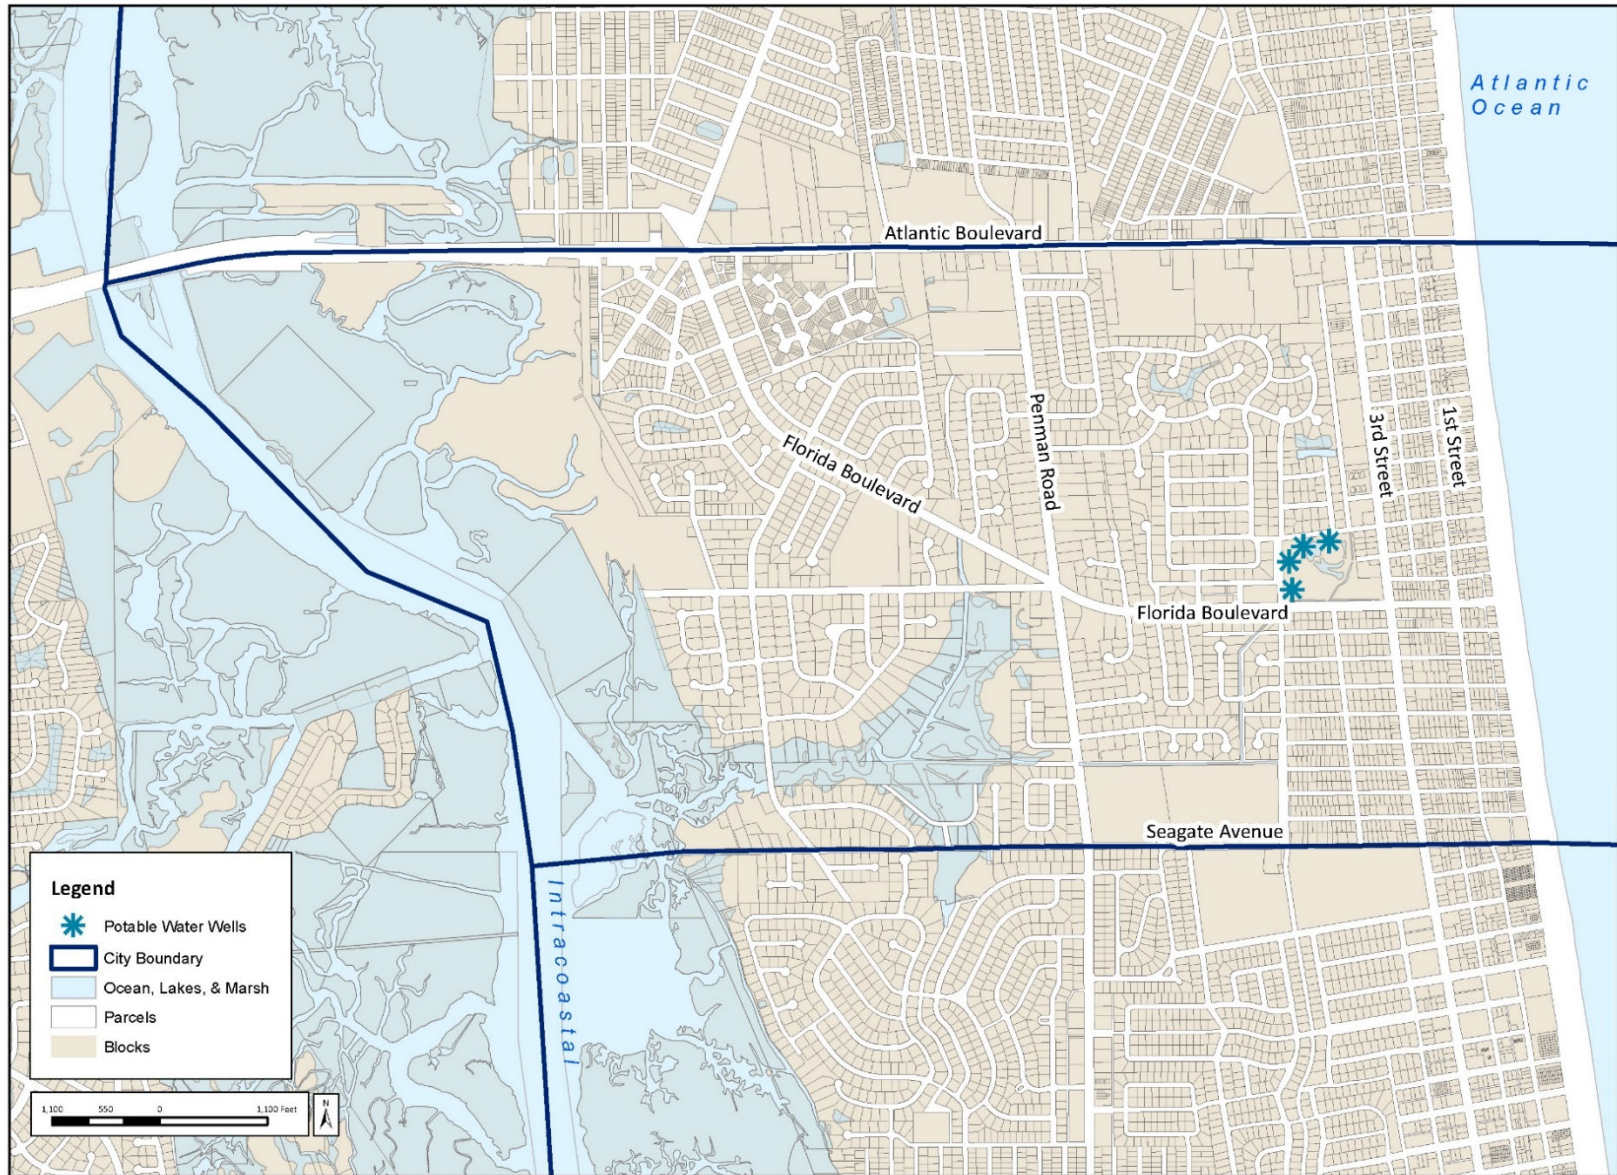 Atlantic
Ocean
Atlantic Boulevard
Florida Boulevard
Penman Road
3rd Street
1st Street
Florida Boulevard
Seagate Avenue
Intracoastal
Legend
Potable Water Wells
City Boundary
Ocean, Lakes, & Marsh
Parcels
Blocks
1,100 550 0 1,100 Feet
N